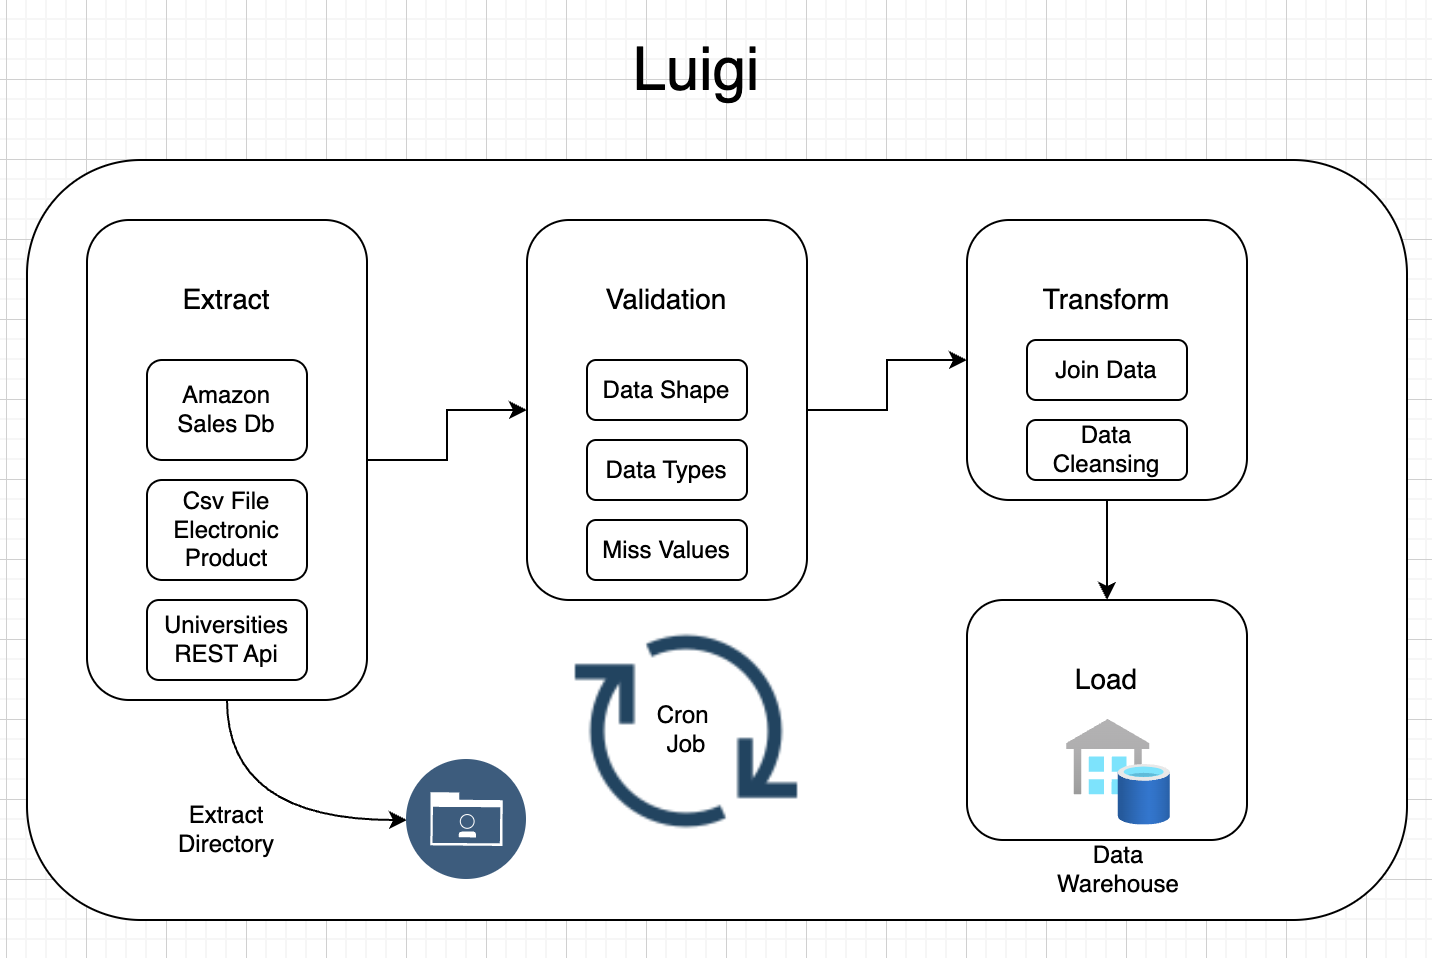 Luigi
Extract
Amazon
Sales Db
Csv File
Electronic
Product
Universities
REST Api
Extract
Directory
Validation
Data Shape
Data Types
Miss Values
Cron
Job
Transform
Join Data
Data
Cleansing
Load
Data
Warehouse